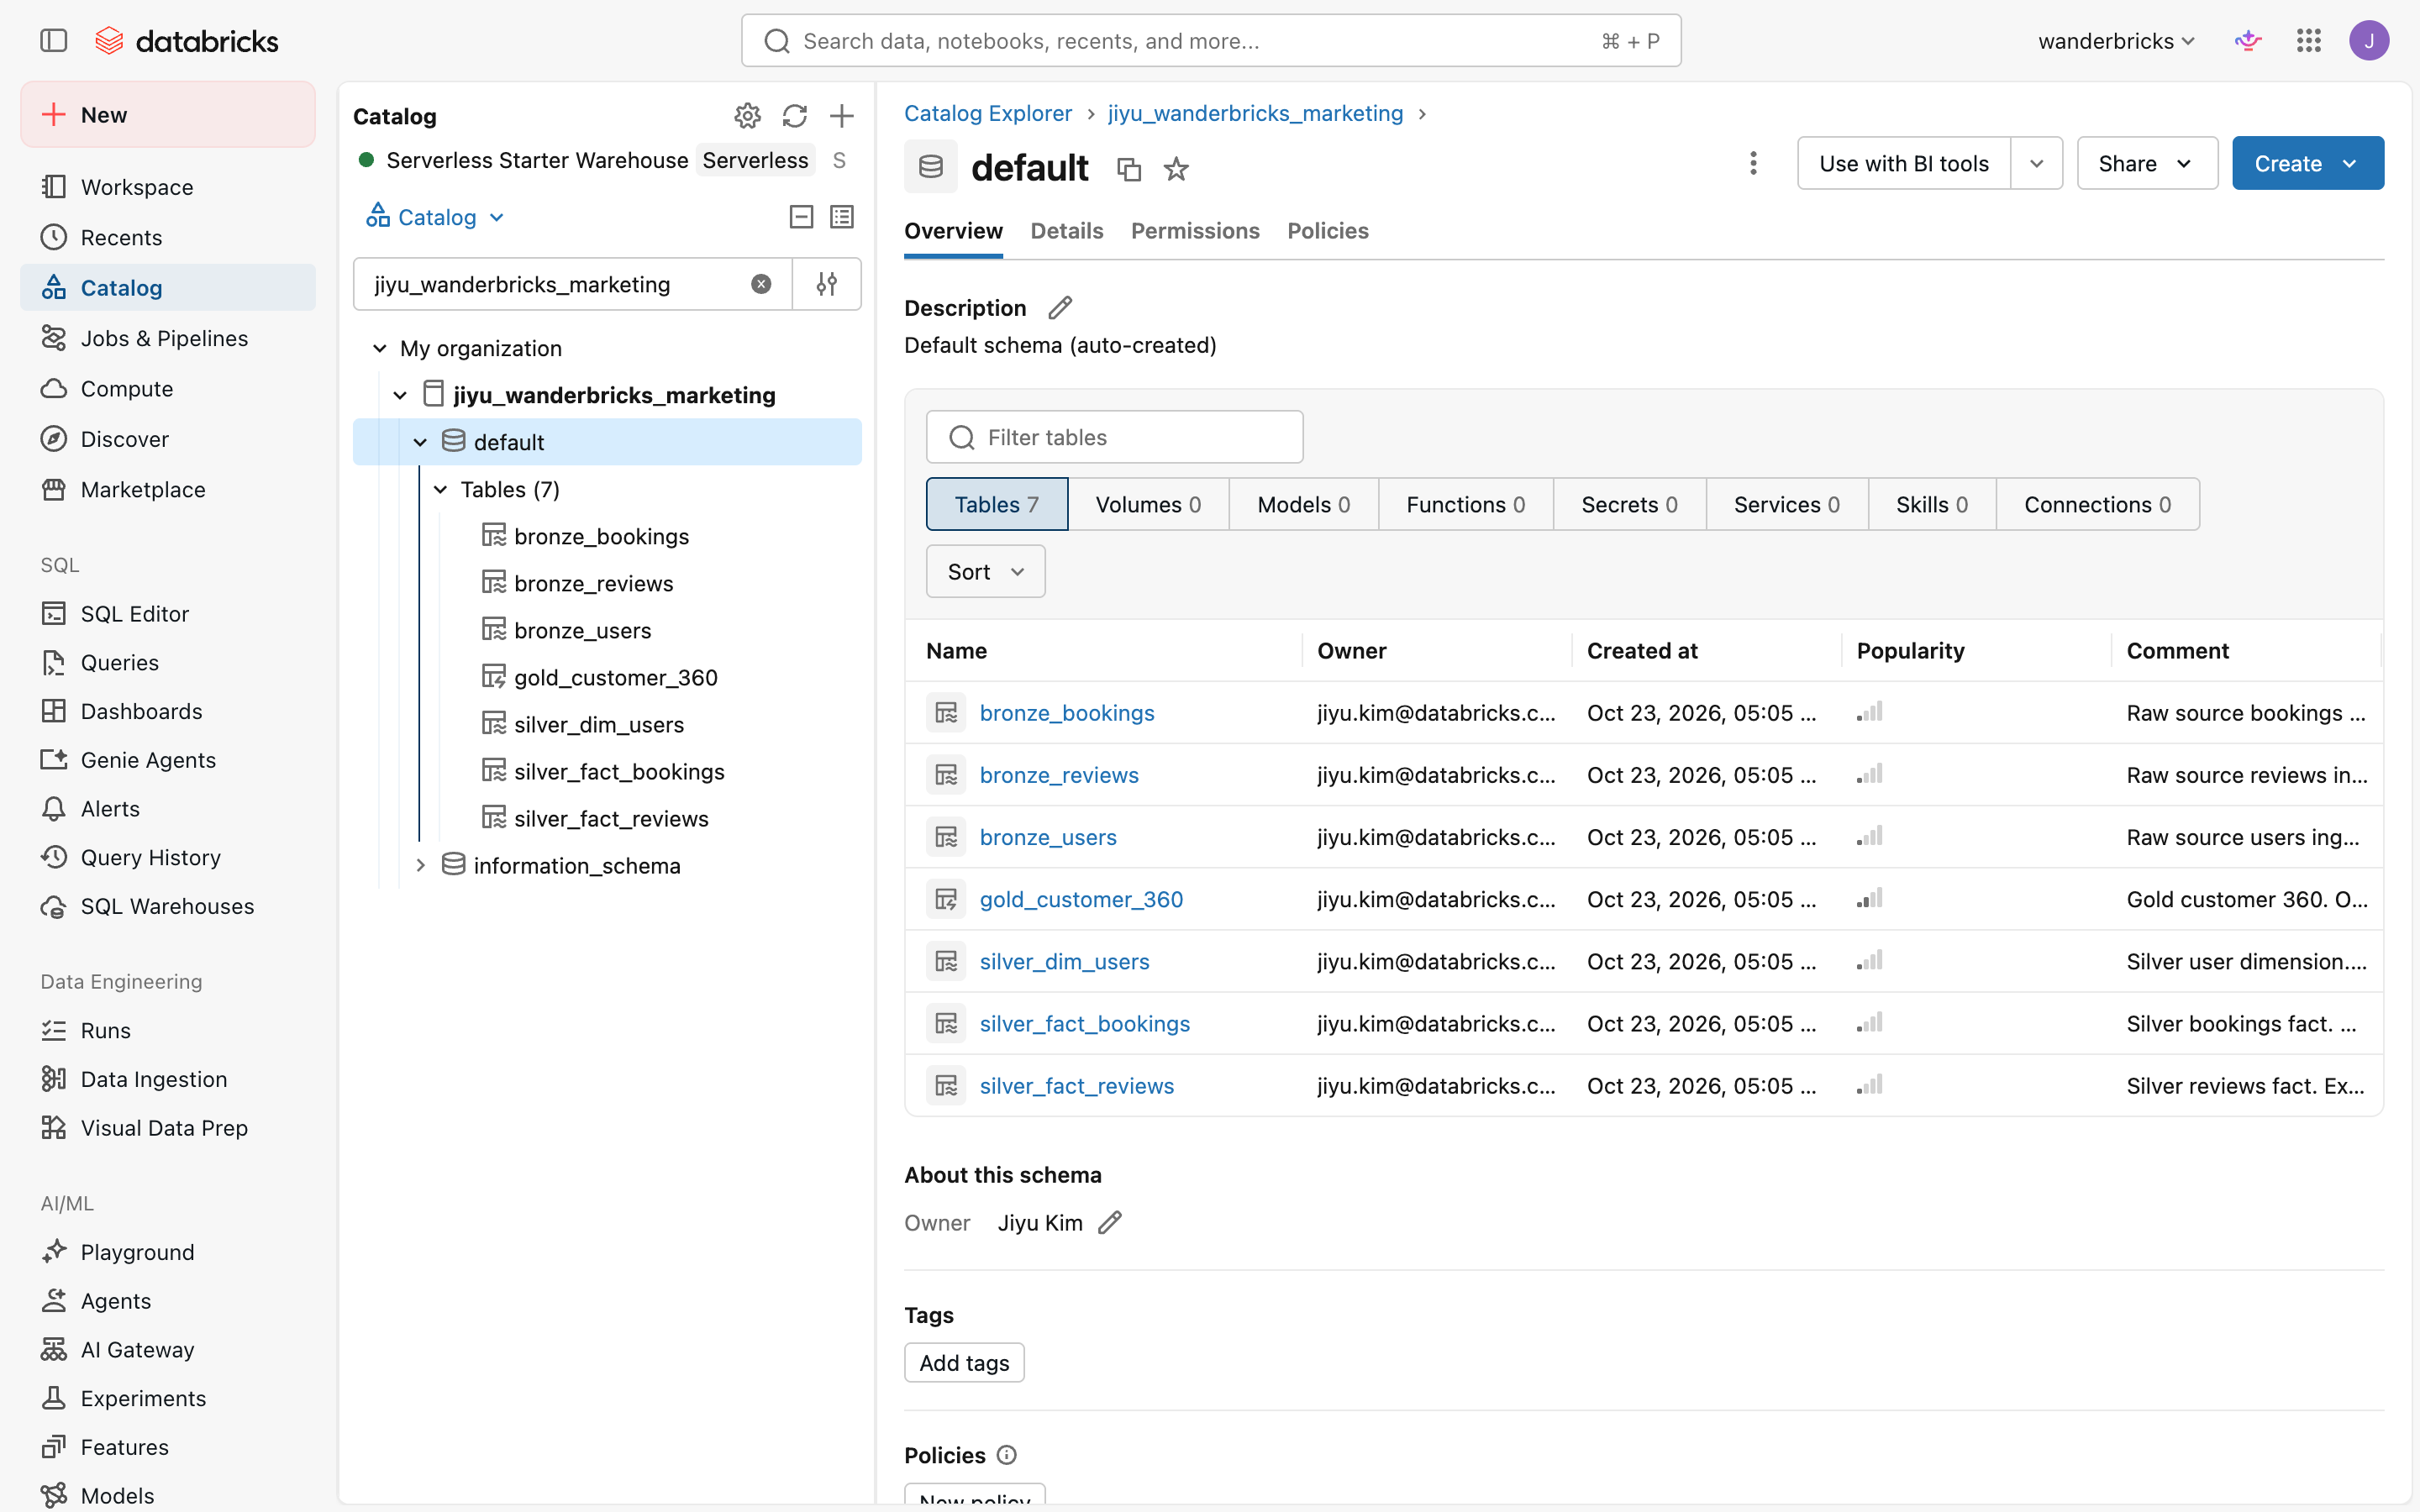 databricks
Search data, notebooks, recents, and more...
⌘ + P
wanderbricks
J
New
Workspace
Recents
Catalog
Jobs & Pipelines
Compute
Discover
Marketplace
SQL
SQL Editor
Queries
Dashboards
Genie Agents
Alerts
Query History
SQL Warehouses
Data Engineering
Runs
Data Ingestion
Visual Data Prep
AI/ML
Playground
Agents
AI Gateway
Experiments
Features
Models
Catalog
Serverless Starter Warehouse Serverless S
Catalog
jiyu_wanderbricks_marketing
My organization
jiyu_wanderbricks_marketing
default
Tables (7)
bronze_bookings
bronze_reviews
bronze_users
gold_customer_360
silver_dim_users
silver_fact_bookings
silver_fact_reviews
information_schema
Catalog Explorer › jiyu_wanderbricks_marketing ›
default
Use with BI tools
Share
Create
Overview Details Permissions Policies
Description
Default schema (auto-created)
Filter tables
Tables 7 Volumes 0 Models 0 Functions 0 Secrets 0 Services 0 Skills 0 Connections 0
Sort
Name Owner Created at Popularity Comment
bronze_bookings jiyu.kim@databricks.c... Oct 23, 2026, 05:05 ... Raw source bookings ...
bronze_reviews jiyu.kim@databricks.c... Oct 23, 2026, 05:05 ... Raw source reviews in...
bronze_users jiyu.kim@databricks.c... Oct 23, 2026, 05:05 ... Raw source users ing...
gold_customer_360 jiyu.kim@databricks.c... Oct 23, 2026, 05:05 ... Gold customer 360. O...
silver_dim_users jiyu.kim@databricks.c... Oct 23, 2026, 05:05 ... Silver user dimension....
silver_fact_bookings jiyu.kim@databricks.c... Oct 23, 2026, 05:05 ... Silver bookings fact. ...
silver_fact_reviews jiyu.kim@databricks.c... Oct 23, 2026, 05:05 ... Silver reviews fact. Ex...
About this schema
Owner Jiyu Kim
Tags
Add tags
Policies
New policy